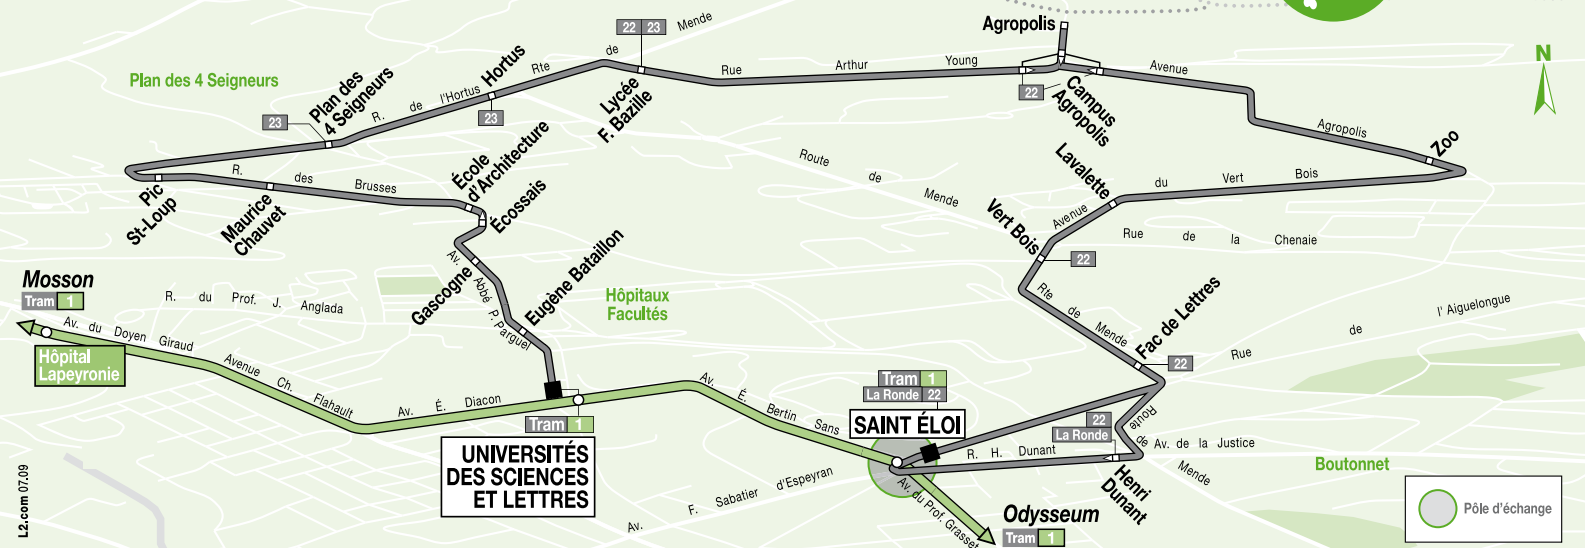 22 23
Mende
de
Rte
Agropolis
N
Plan des 4 Seigneurs
Plan des
4 Seigneurs
23
R. de l'Hortus
Hortus
23
Lycée
F. Bazille
Rue Arthur Young
22
Campus
Agropolis
Avenue Agropolis
Zoo
Pic
St-Loup
R. des Brusses
Maurice
Chauvet
École
d'Architecture
Écossais
Route de Mende
Lavalette
Avenue du Vert Bois
Vert Bois
22
Rue de la Chenaie
Mosson
Tram 1
R. du Prof. J. Anglada
Gascogne
Av. Abbé P. Parguel
Eugène Bataillon
Hôpitaux
Facultés
Rte de Mende
Fac de Lettres
22
Rue de l' Aiguelongue
Av. du Doyen Giraud
Hôpital
Lapeyronie
Avenue Ch. Flahault
Av. É. Diacon
Tram 1
UNIVERSITÉS
DES SCIENCES
ET LETTRES
Av. É. Bertin Sans
Tram 1
La Ronde 22
SAINT ÉLOI
R. H. Dunant
22
La Ronde
Route de Mende
Av. de la Justice
Henri
Dunant
Boutonnet
Av. F. Sabatier d'Espeyran
Av. du Prof. Grasset
Odysseum
Tram 1
Pôle d'échange
L2.com 07.09